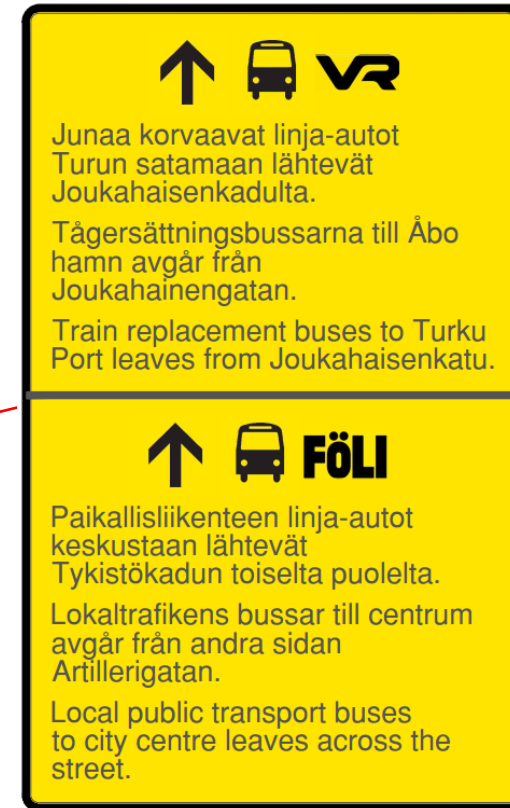 VR
Junaa korvaavat linja-autot
Turun satamaan lähtevät
Joukahaisenkadulta.
Tågersättningsbussarna till Åbo
hamn avgår från
Joukahainengatan.
Train replacement buses to Turku
Port leaves from Joukahaisenkatu.
FÖLI
Paikallisliikenteen linja-autot
keskustaan lähtevät
Tykistökadun toiselta puolelta.
Lokaltrafikens bussar till centrum
avgår från andra sidan
Artillerigatan.
Local public transport buses
to city centre leaves across the
street.